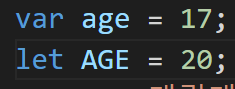 var age = 17;
let AGE = 20;